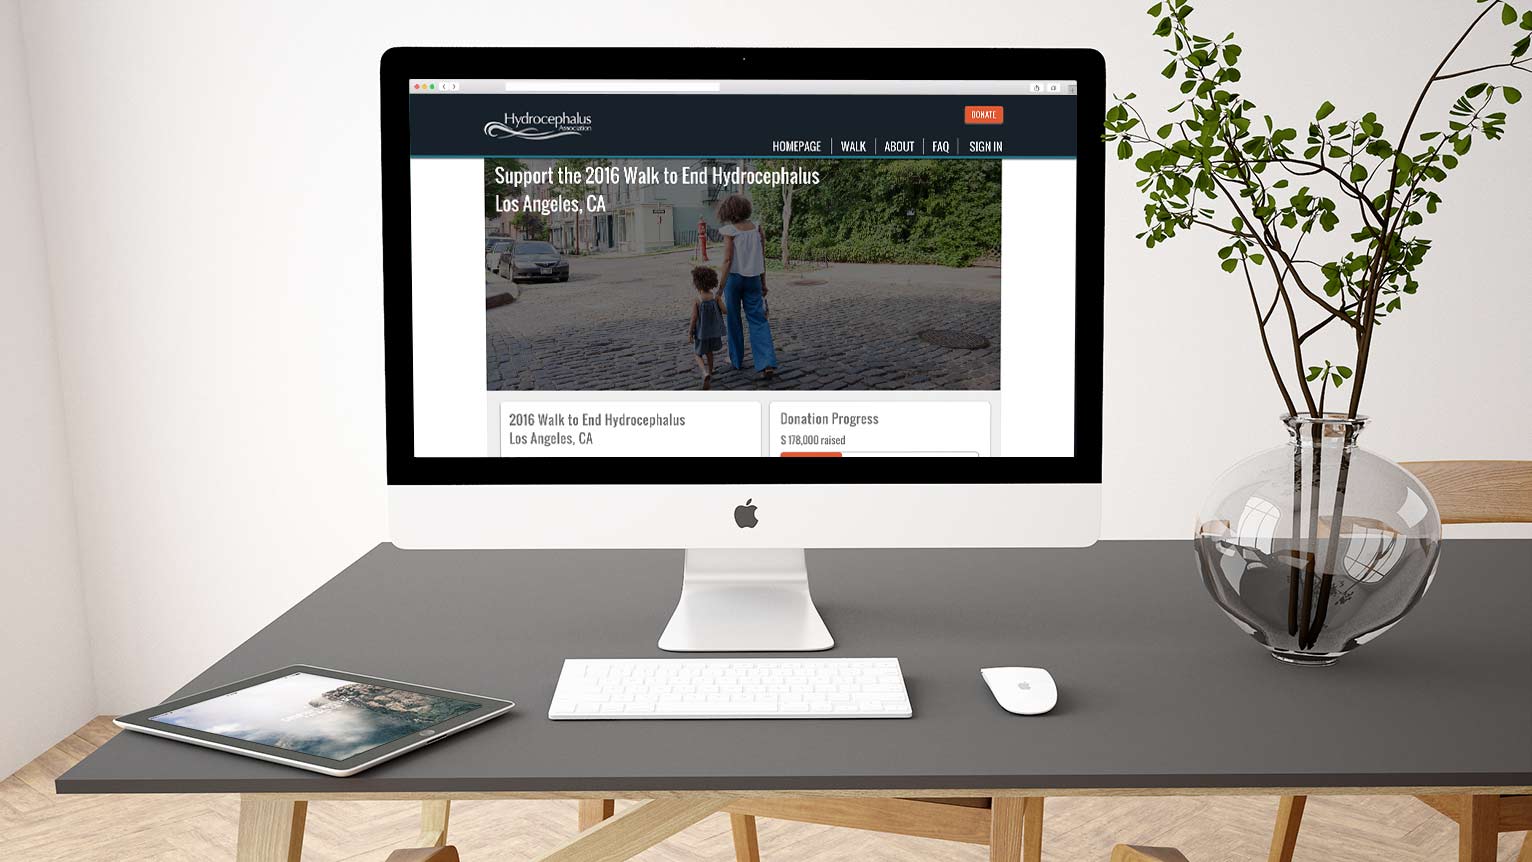 Hydrocephalus
Association
DONATE
HOMEPAGE WALK ABOUT FAQ SIGN IN
Support the 2016 Walk to End Hydrocephalus
Los Angeles, CA
2016 Walk to End Hydrocephalus
Los Angeles, CA
Donation Progress
$ 178,000 raised